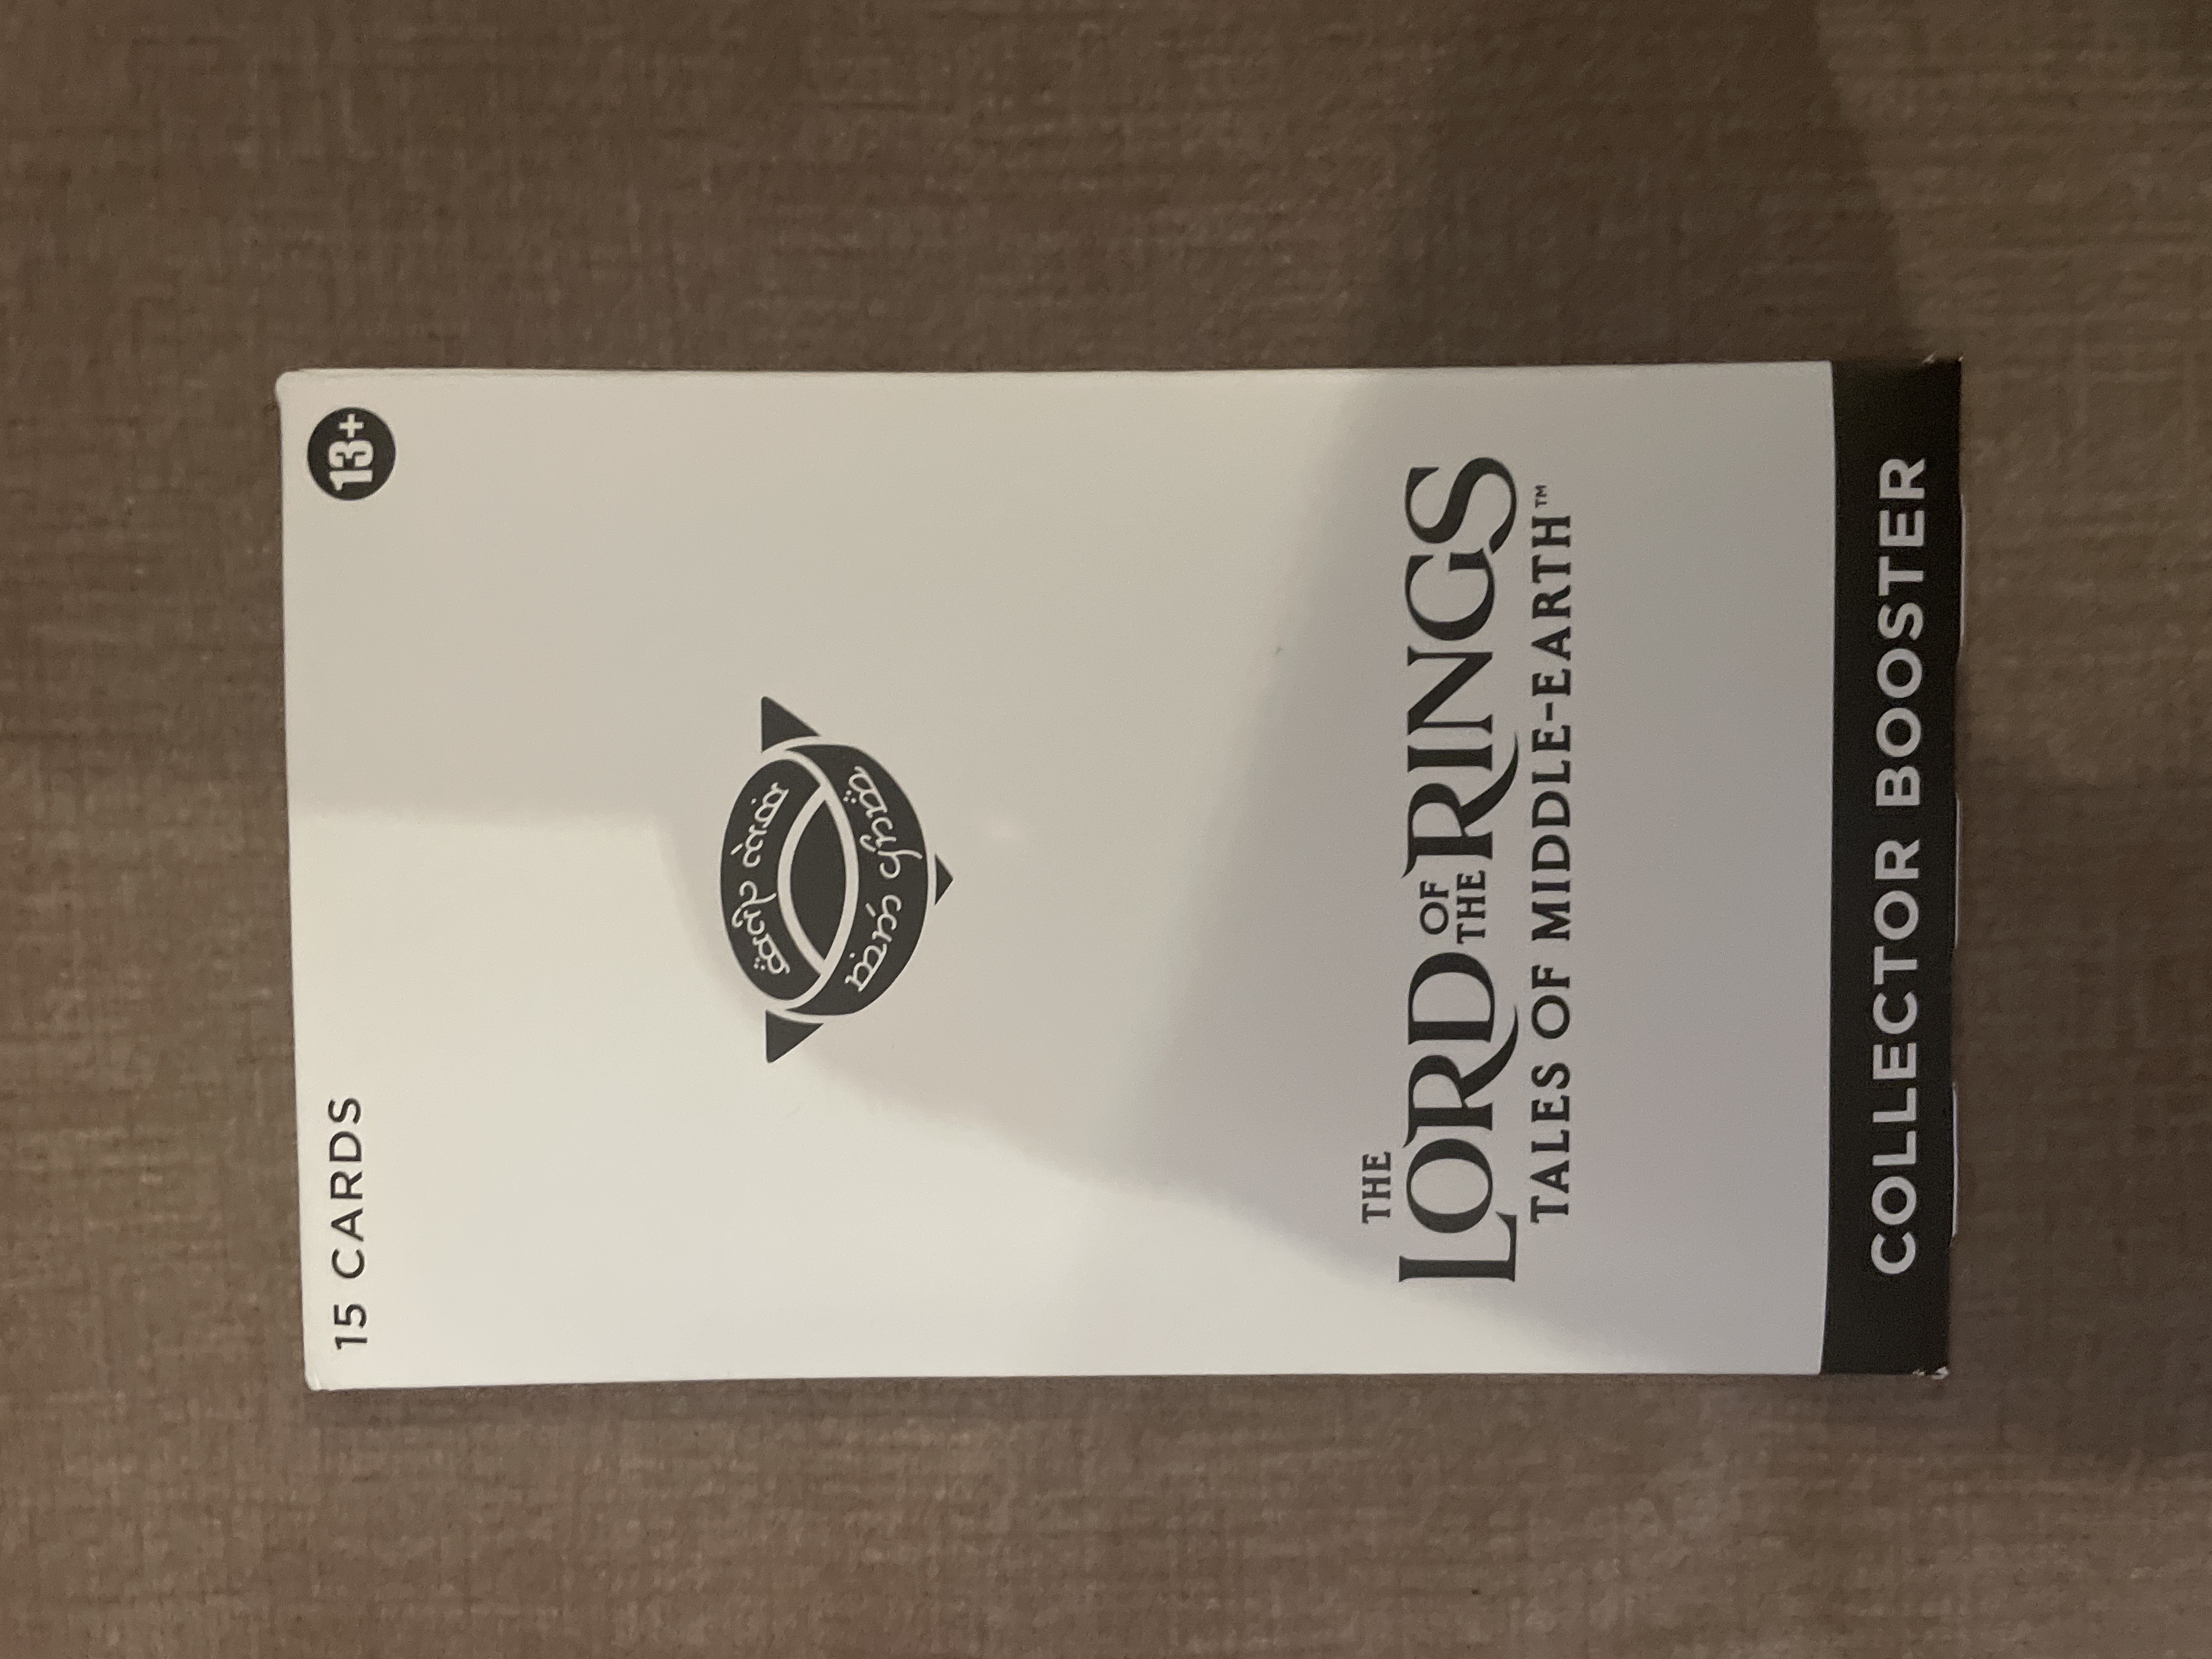 15 CARDS
13+
THE
LORD OF THE RINGS
TALES OF MIDDLE-EARTH™
COLLECTOR BOOSTER